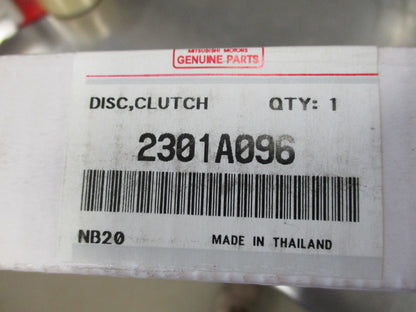 MITSUBISHI MOTORS
GENUINE PARTS
DISC,CLUTCH QTY: 1
2301A096
NB20 MADE IN THAILAND